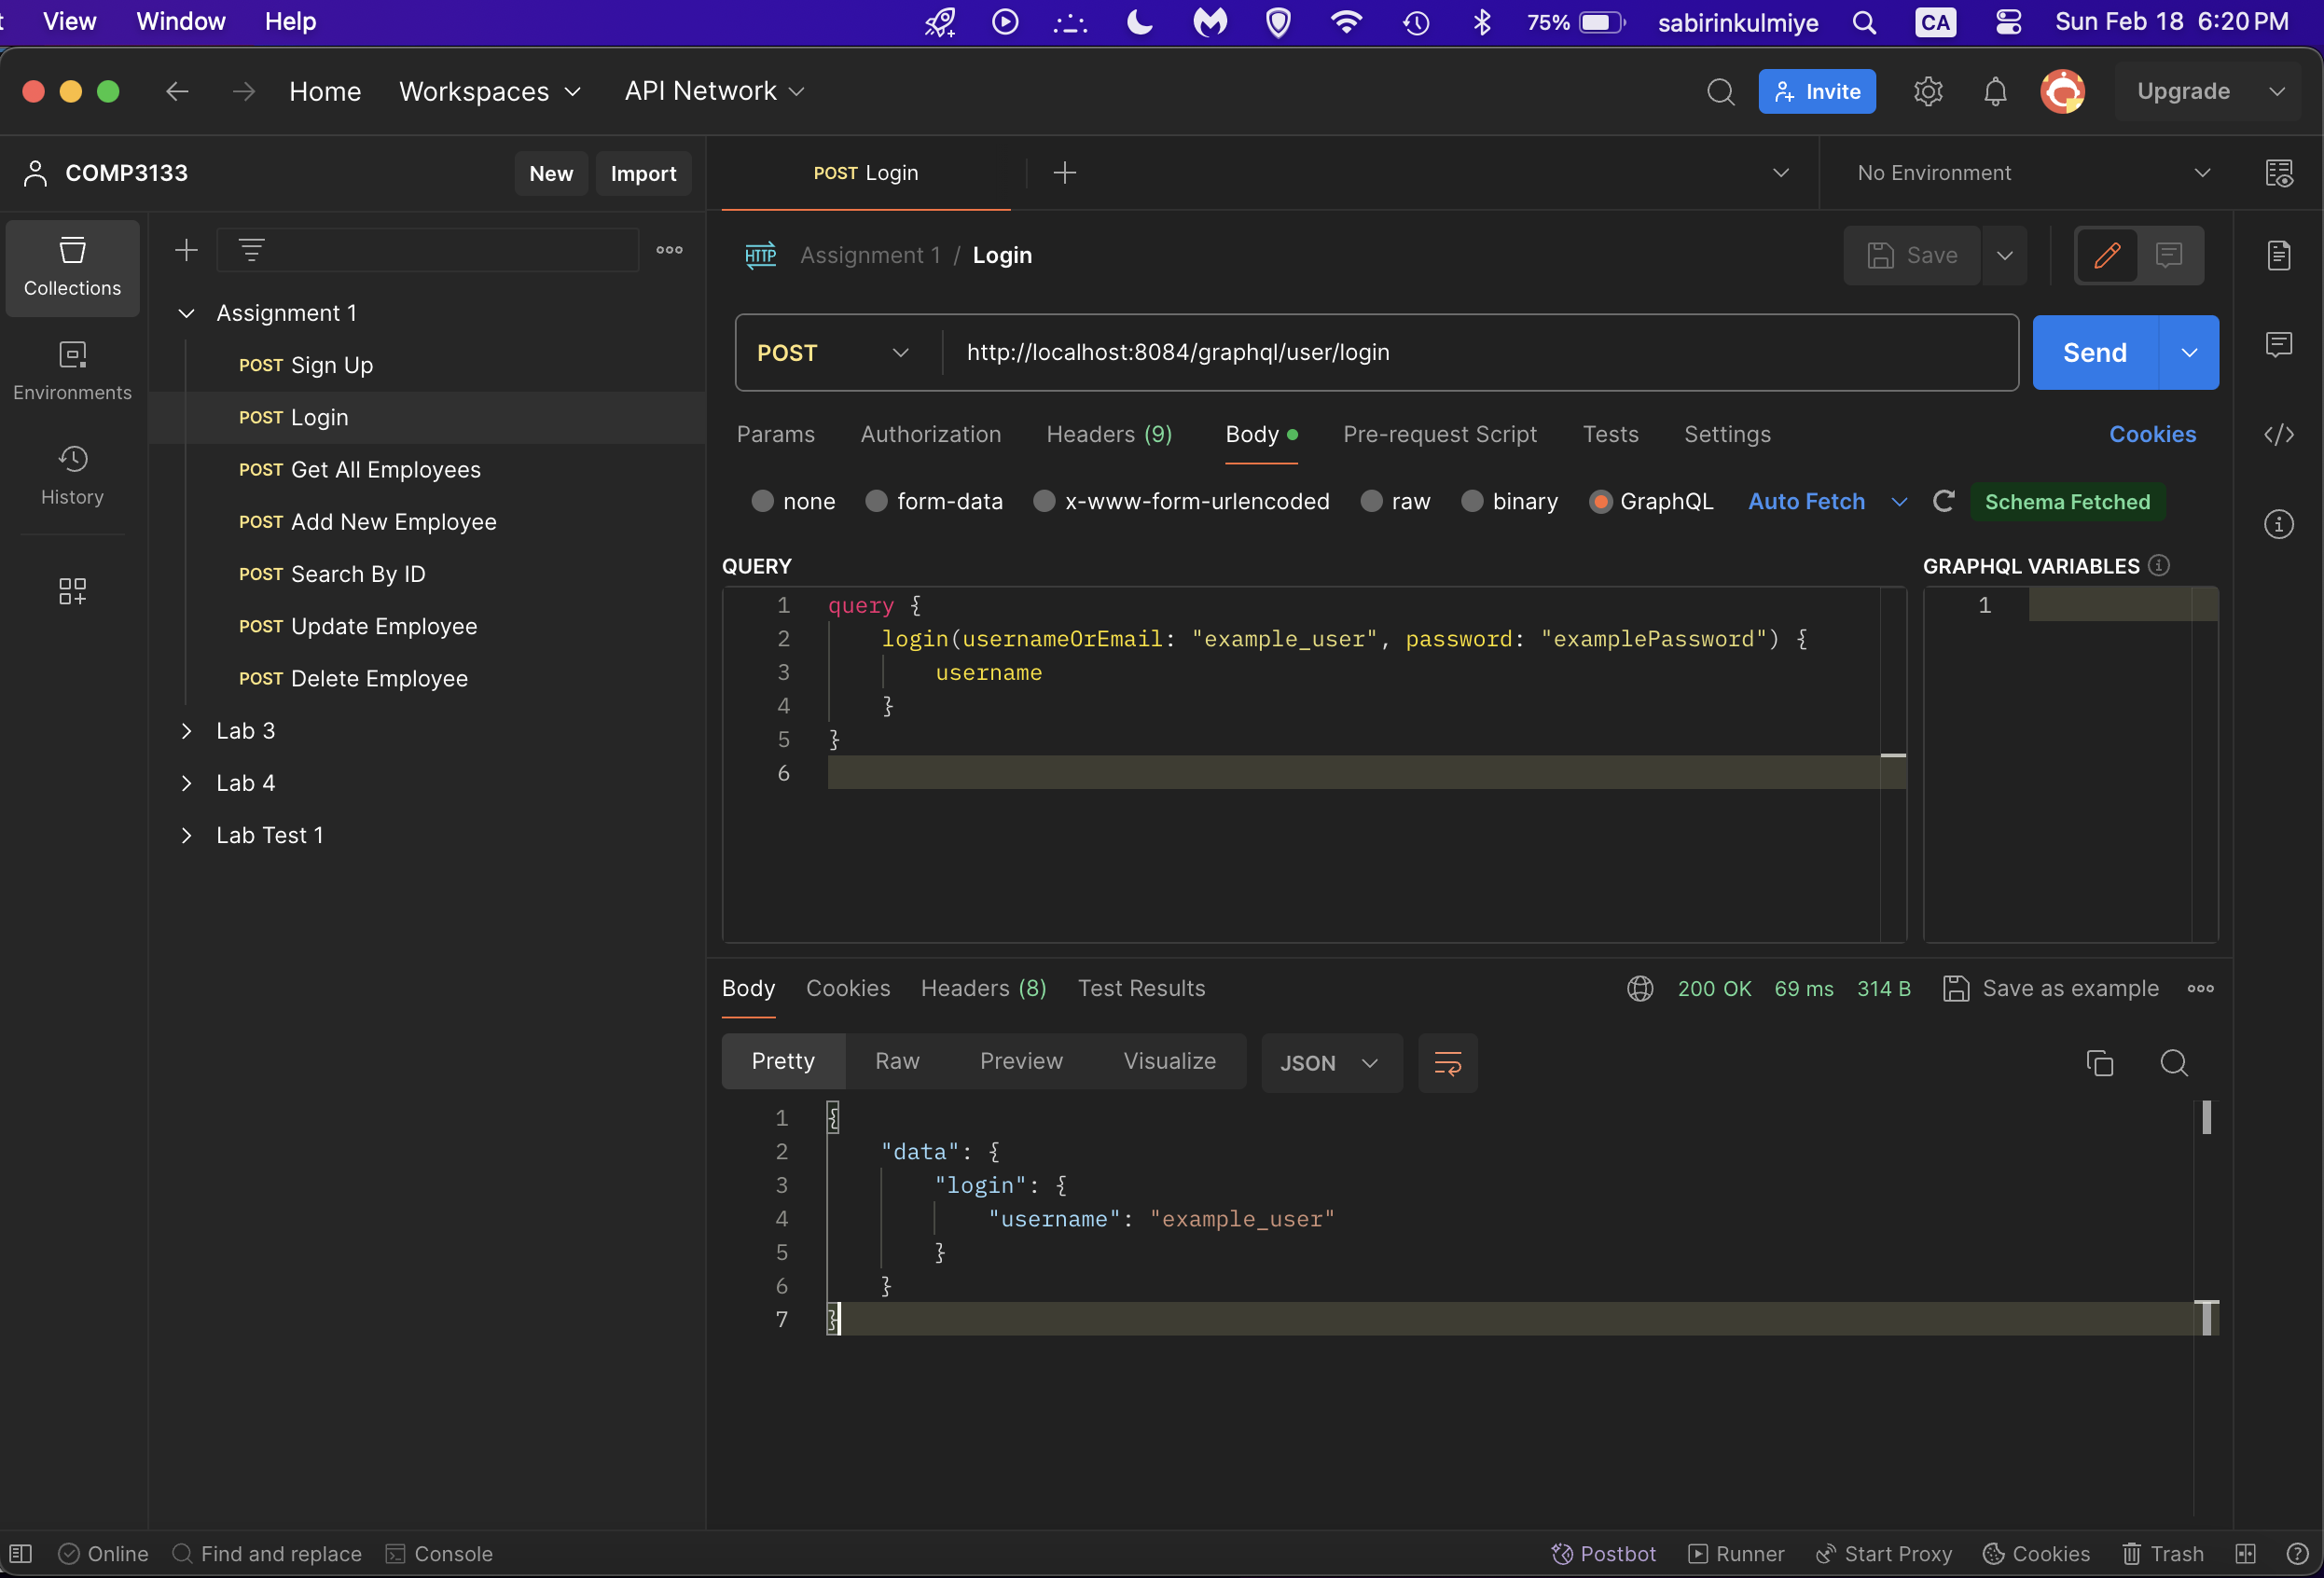 View Window Help 75% sabirinkulmiye CA Sun Feb 18 6:20 PM
Home Workspaces API Network Invite Upgrade
COMP3133 New Import POST Login No Environment
Collections
Environments
History
Assignment 1
POST Sign Up
POST Login
POST Get All Employees
POST Add New Employee
POST Search By ID
POST Update Employee
POST Delete Employee
Lab 3
Lab 4
Lab Test 1
HTTP Assignment 1 / Login Save
POST http://localhost:8084/graphql/user/login Send
Params Authorization Headers (9) Body Pre-request Script Tests Settings Cookies
none form-data x-www-form-urlencoded raw binary GraphQL Auto Fetch Schema Fetched
QUERY
1 query {
2 login(usernameOrEmail: "example_user", password: "examplePassword") {
3 username
4 }
5 }
6
GRAPHQL VARIABLES
1
Body Cookies Headers (8) Test Results 200 OK 69 ms 314 B Save as example
Pretty Raw Preview Visualize JSON
1 {
2 "data": {
3 "login": {
4 "username": "example_user"
5 }
6 }
7 }
Online Find and replace Console Postbot Runner Start Proxy Cookies Trash